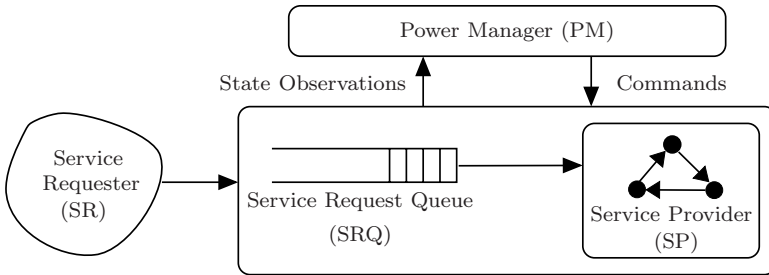 Power Manager (PM)
State Observations
Commands
Service
Requester
(SR)
Service Request Queue
(SRQ)
Service Provider
(SP)